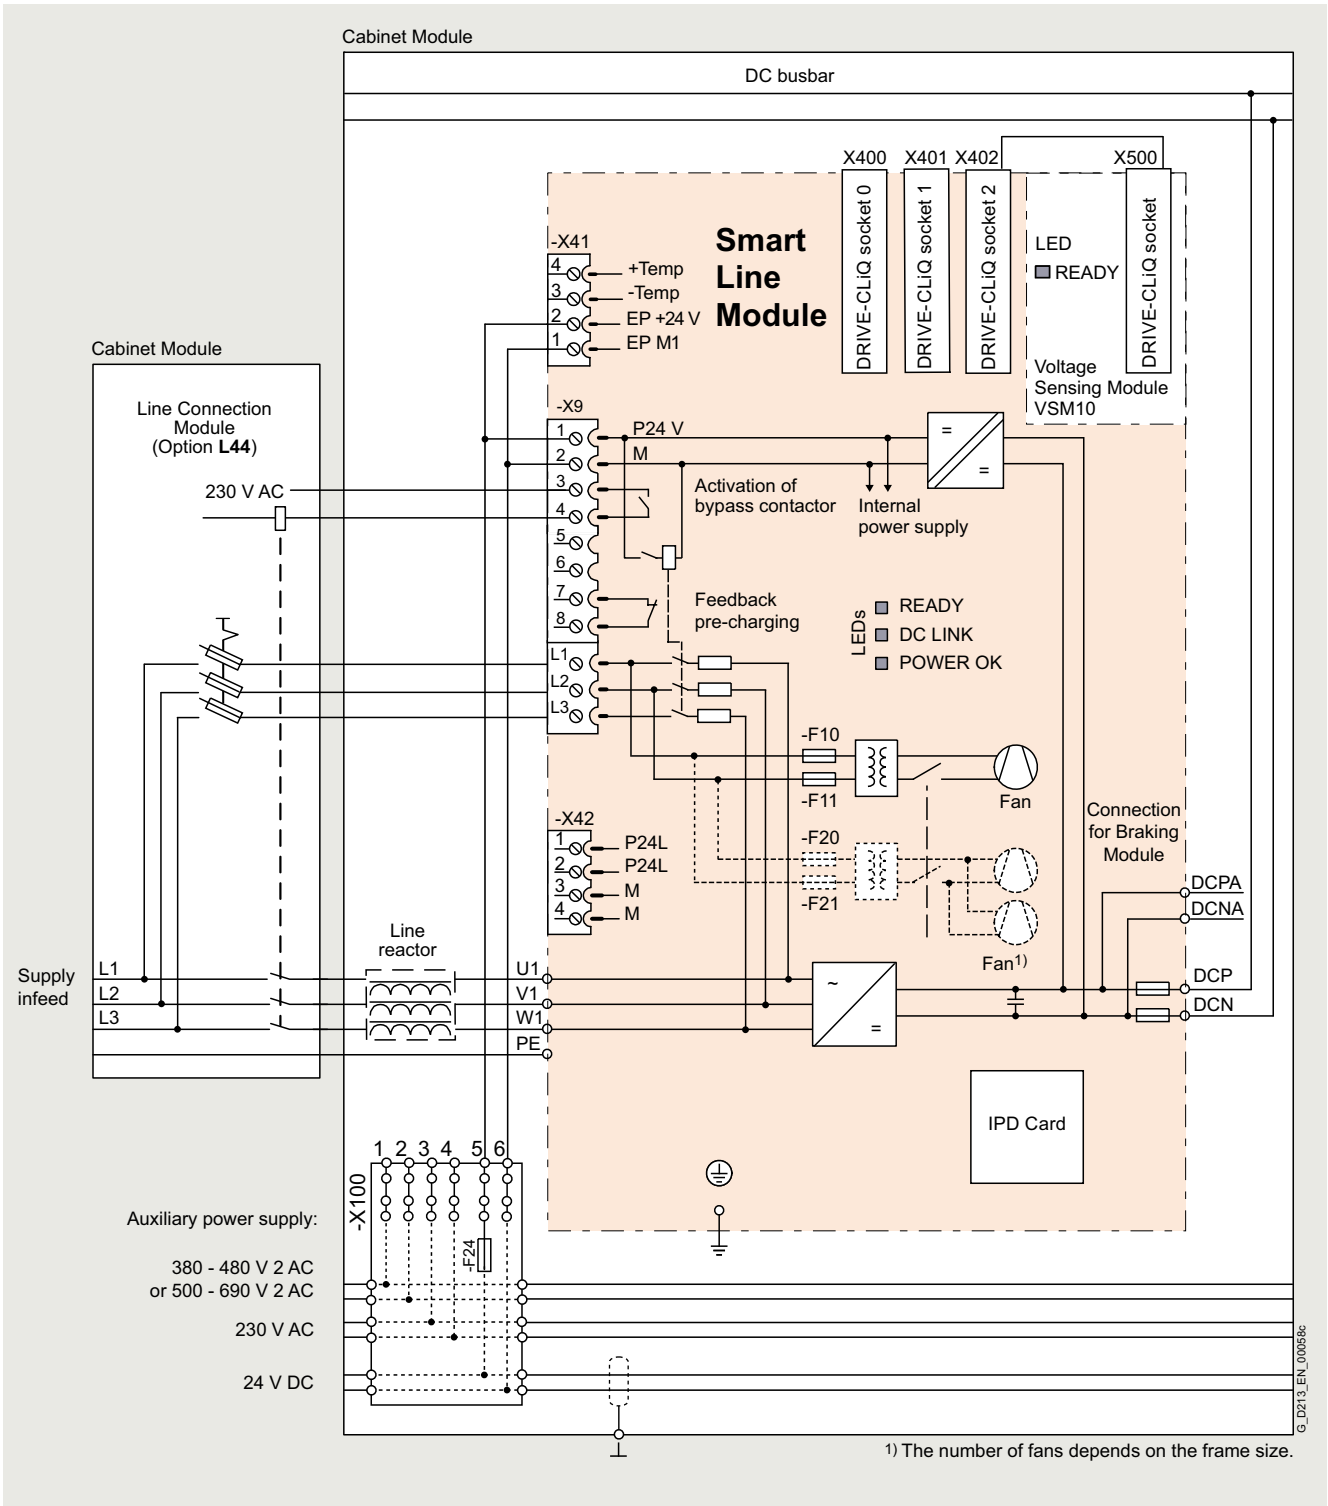 Cabinet Module
DC busbar
X400
X401
X402
X500
DRIVE-CLiQ socket 0
DRIVE-CLiQ socket 1
DRIVE-CLiQ socket 2
DRIVE-CLiQ socket
Smart
Line
Module
LED
READY
Voltage
Sensing Module
VSM10
-X41
4
+Temp
3
-Temp
2
EP +24 V
1
EP M1
Cabinet Module
Line Connection
Module
(Option L44)
230 V AC
-X9
1
P24 V
2
M
3
4
5
6
7
8
L1
L2
L3
Activation of
bypass contactor
Internal
power supply
Feedback
pre-charging
LEDs
READY
DC LINK
POWER OK
-F10
-F11
Fan
-F20
-F21
Fan1)
Connection
for Braking
Module
DCPA
DCNA
DCP
DCN
-X42
1
P24L
2
P24L
3
M
4
M
Line
reactor
Supply
infeed
L1
L2
L3
U1
V1
W1
PE
~
=
=
=
IPD Card
1 2 3 4 5 6
-X100
-F24
Auxiliary power supply:
380 - 480 V 2 AC
or 500 - 690 V 2 AC
230 V AC
24 V DC
G_D213_EN_00058c
1) The number of fans depends on the frame size.